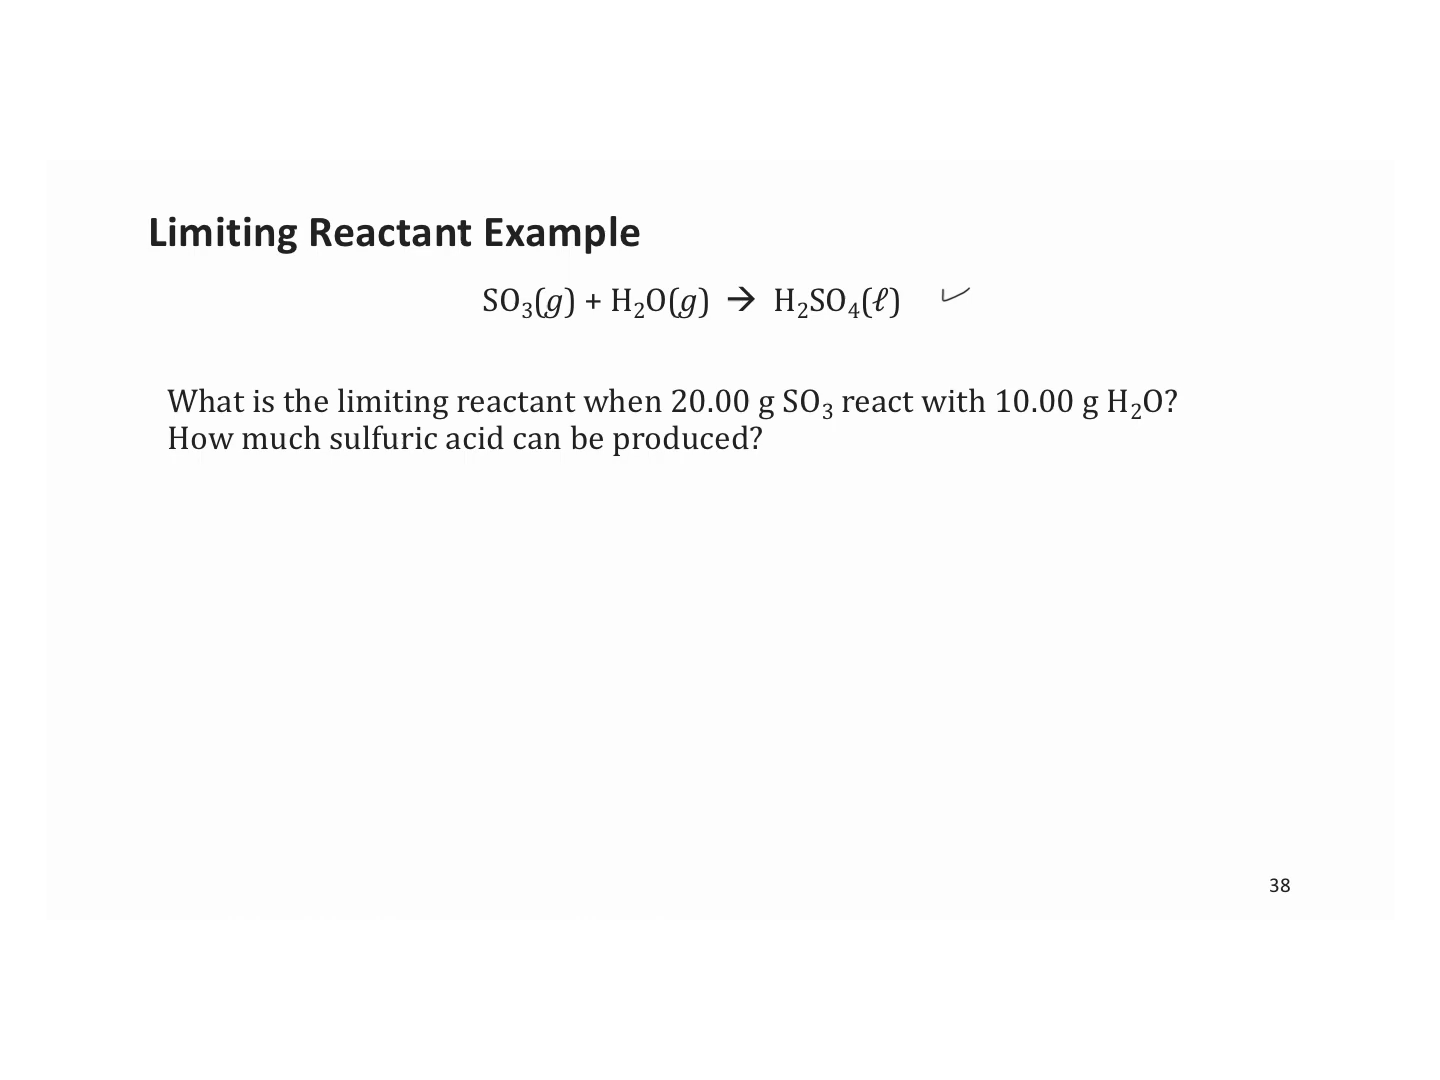 Limiting Reactant Example
SO₃(g) + H₂O(g) → H₂SO₄(ℓ) ✓
What is the limiting reactant when 20.00 g SO₃ react with 10.00 g H₂O?
How much sulfuric acid can be produced?
38